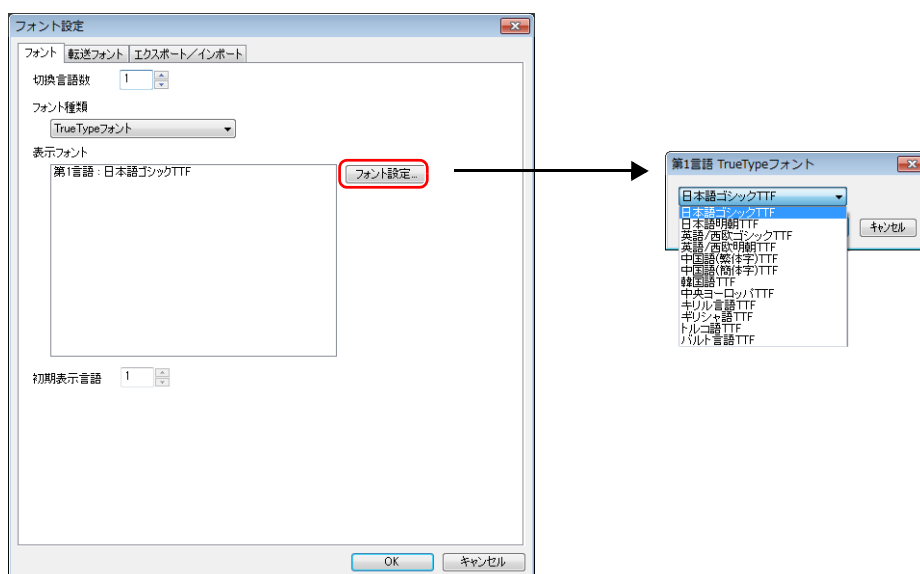 フォント設定
フォント 転送フォント エクスポート/インポート
切換言語数 1
フォント種類
TrueTypeフォント
表示フォント
第1言語:日本語ゴシックTTF
フォント設定...
初期表示言語 1
OK キャンセル
第1言語 TrueTypeフォント
日本語ゴシックTTF
日本語ゴシックTTF
日本語明朝TTF
英語/西欧ゴシックTTF
英語/西欧明朝TTF
中国語(繁体字)TTF
中国語(簡体字)TTF
韓国語TTF
中央ヨーロッパTTF
キリル言語TTF
ギリシャ語TTF
トルコ語TTF
バルト言語TTF
キャンセル